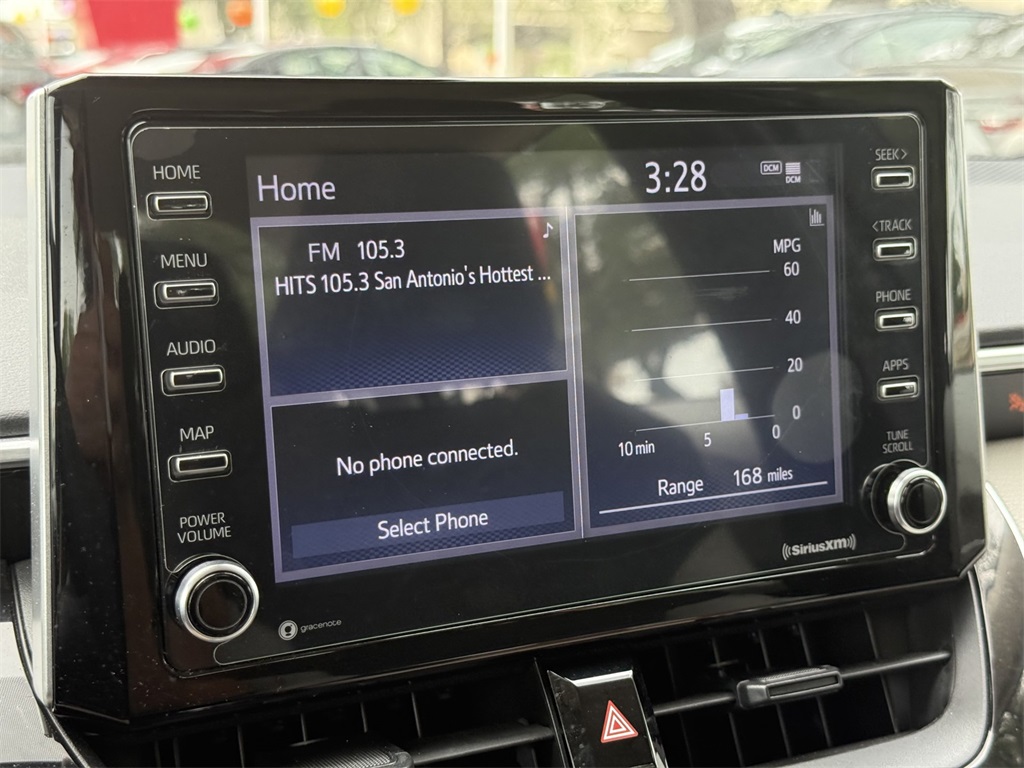 HOME
MENU
AUDIO
MAP
POWER
VOLUME
gracenote
Home
3:28
DCM
DCM
FM 105.3
HITS 105.3 San Antonio's Hottest ...
No phone connected.
Select Phone
MPG
60
40
20
0
10 min 5 0
Range 168 miles
SEEK >
< TRACK
PHONE
APPS
TUNE
SCROLL
((SiriusXM))